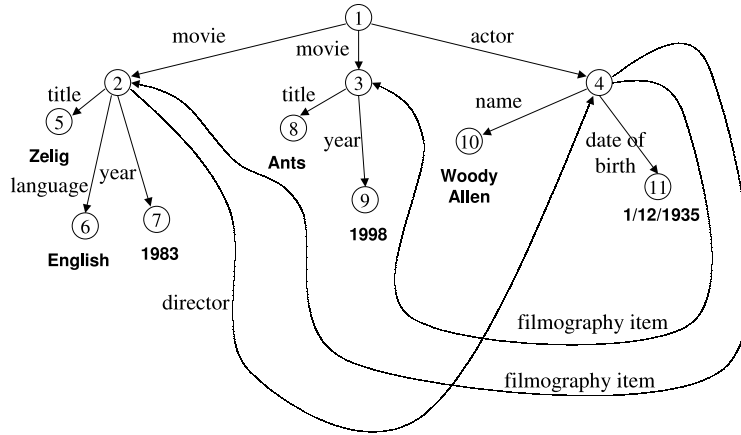 1
movie
movie
actor
2
3
4
title
title
name
5
8
year
10
date of
birth
Zelig
Ants
Woody
Allen
11
language
year
9
1/12/1935
6
7
1998
English
1983
director
filmography item
filmography item